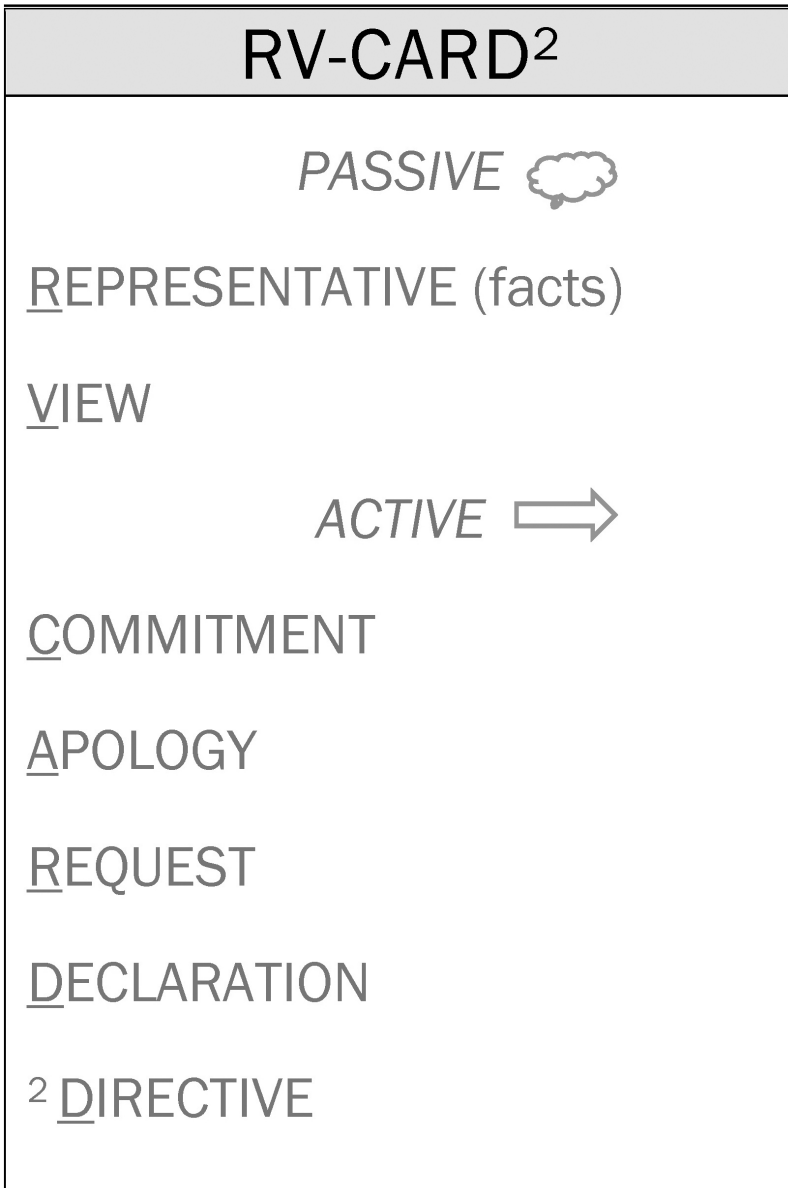 RV-CARD²
PASSIVE
REPRESENTATIVE (facts)
VIEW
ACTIVE
COMMITMENT
APOLOGY
REQUEST
DECLARATION
² DIRECTIVE